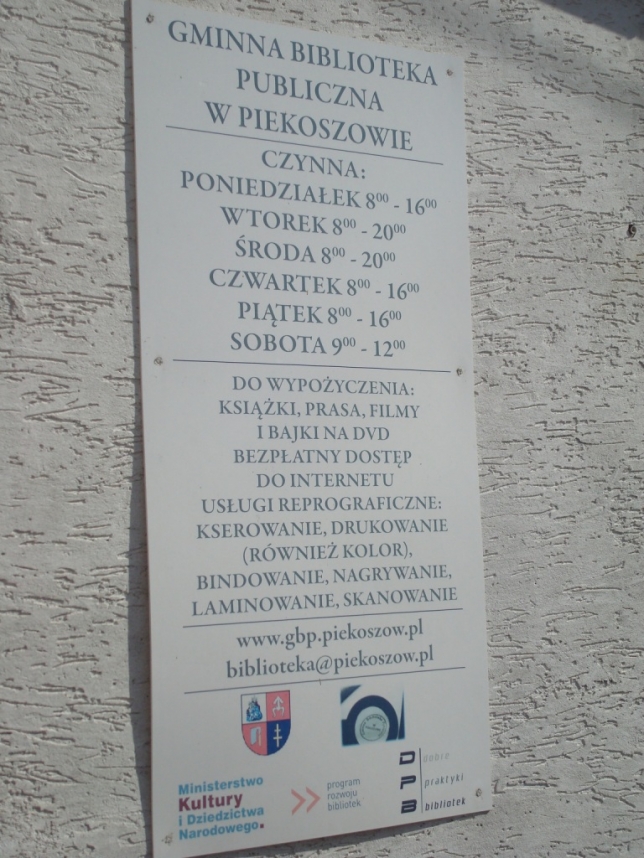 GMINNA BIBLIOTEKA
PUBLICZNA
W PIEKOSZOWIE
CZYNNA:
PONIEDZIAŁEK 8⁰⁰ - 16⁰⁰
WTOREK 8⁰⁰ - 20⁰⁰
ŚRODA 8⁰⁰ - 20⁰⁰
CZWARTEK 8⁰⁰ - 16⁰⁰
PIĄTEK 8⁰⁰ - 16⁰⁰
SOBOTA 9⁰⁰ - 12⁰⁰
DO WYPOŻYCZENIA:
KSIĄŻKI, PRASA, FILMY
I BAJKI NA DVD
BEZPŁATNY DOSTĘP
DO INTERNETU
USŁUGI REPROGRAFICZNE:
KSEROWANIE, DRUKOWANIE
(RÓWNIEŻ KOLOR),
BINDOWANIE, NAGRYWANIE,
LAMINOWANIE, SKANOWANIE
www.gbp.piekoszow.pl
biblioteka@piekoszow.pl
Ministerstwo
Kultury
i Dziedzictwa
Narodowego.
program
rozwoju
bibliotek
D dobre
P praktyki
B bibliotek